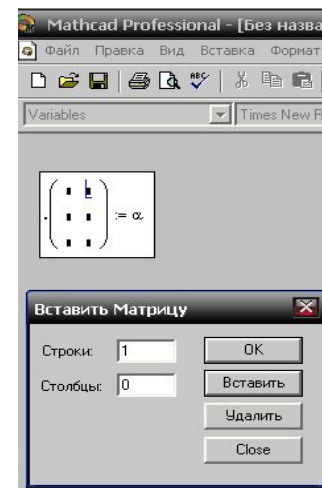 Mathcad Professional - [Без назва
Файл Правка Вид Вставка Формат
Variables Times New
:= α
Вставить Матрицу
Строки: 1 OK
Столбцы: 0 Вставить
Удалить
Close